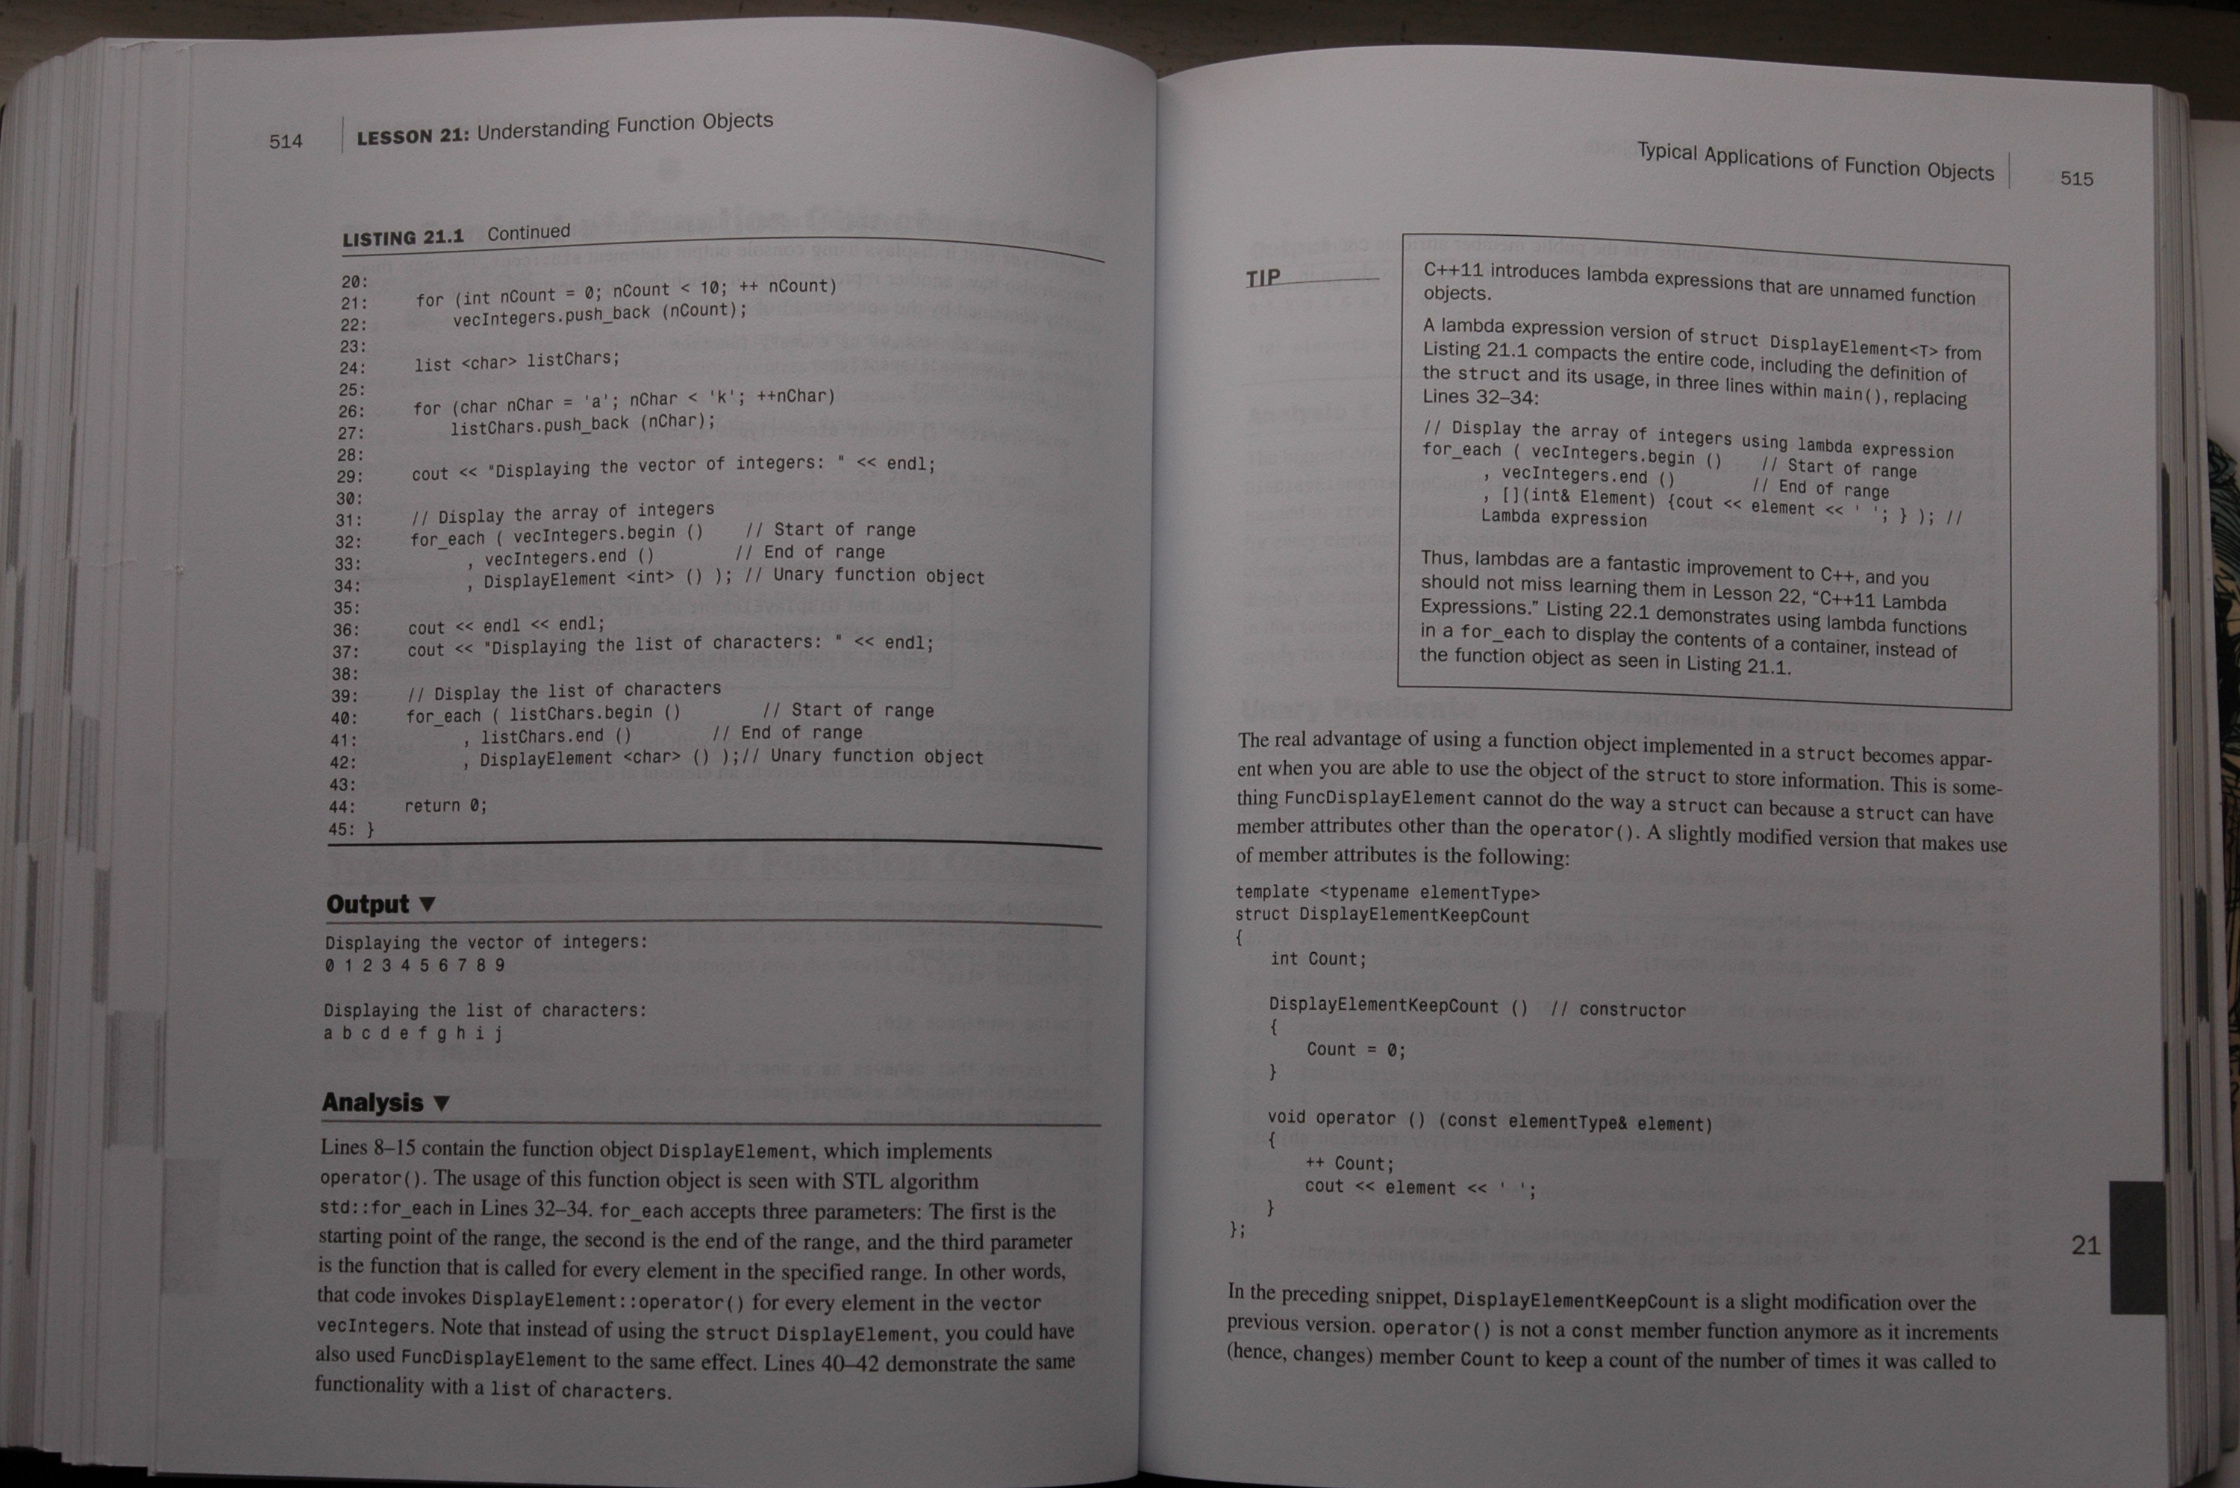 514 LESSON 21: Understanding Function Objects
LISTING 21.1 Continued
20:
21: for (int nCount = 0; nCount < 10; ++ nCount)
22: vecIntegers.push_back (nCount);
23:
24: list <char> listChars;
25:
26: for (char nChar = 'a'; nChar < 'k'; ++nChar)
27: listChars.push_back (nChar);
28:
29: cout << "Displaying the vector of integers: " << endl;
30:
31: // Display the array of integers
32: for_each ( vecIntegers.begin () // Start of range
33: , vecIntegers.end () // End of range
34: , DisplayElement <int> () ); // Unary function object
35:
36: cout << endl << endl;
37: cout << "Displaying the list of characters: " << endl;
38:
39: // Display the list of characters
40: for_each ( listChars.begin () // Start of range
41: , listChars.end () // End of range
42: , DisplayElement <char> () );// Unary function object
43:
44: return 0;
45: }
Output ▼
Displaying the vector of integers:
0 1 2 3 4 5 6 7 8 9
Displaying the list of characters:
a b c d e f g h i j
Analysis ▼
Lines 8–15 contain the function object DisplayElement, which implements
operator(). The usage of this function object is seen with STL algorithm
std::for_each in Lines 32–34. for_each accepts three parameters: The first is the
starting point of the range, the second is the end of the range, and the third parameter
is the function that is called for every element in the specified range. In other words,
that code invokes DisplayElement::operator() for every element in the vector
vecIntegers. Note that instead of using the struct DisplayElement, you could have
also used FuncDisplayElement to the same effect. Lines 40–42 demonstrate the same
functionality with a list of characters.
Typical Applications of Function Objects 515
TIP
C++11 introduces lambda expressions that are unnamed function
objects.
A lambda expression version of struct DisplayElement<T> from
Listing 21.1 compacts the entire code, including the definition of
the struct and its usage, in three lines within main(), replacing
Lines 32–34:
// Display the array of integers using lambda expression
for_each ( vecIntegers.begin () // Start of range
, vecIntegers.end () // End of range
, [](int& Element) {cout << element << ' '; } ); //
Lambda expression
Thus, lambdas are a fantastic improvement to C++, and you
should not miss learning them in Lesson 22, “C++11 Lambda
Expressions.” Listing 22.1 demonstrates using lambda functions
in a for_each to display the contents of a container, instead of
the function object as seen in Listing 21.1.
The real advantage of using a function object implemented in a struct becomes appar-
ent when you are able to use the object of the struct to store information. This is some-
thing FuncDisplayElement cannot do the way a struct can because a struct can have
member attributes other than the operator(). A slightly modified version that makes use
of member attributes is the following:
template <typename elementType>
struct DisplayElementKeepCount
{
int Count;
DisplayElementKeepCount () // constructor
{
Count = 0;
}
void operator () (const elementType& element)
{
++ Count;
cout << element << ' ';
}
};
21
In the preceding snippet, DisplayElementKeepCount is a slight modification over the
previous version. operator() is not a const member function anymore as it increments
(hence, changes) member Count to keep a count of the number of times it was called to